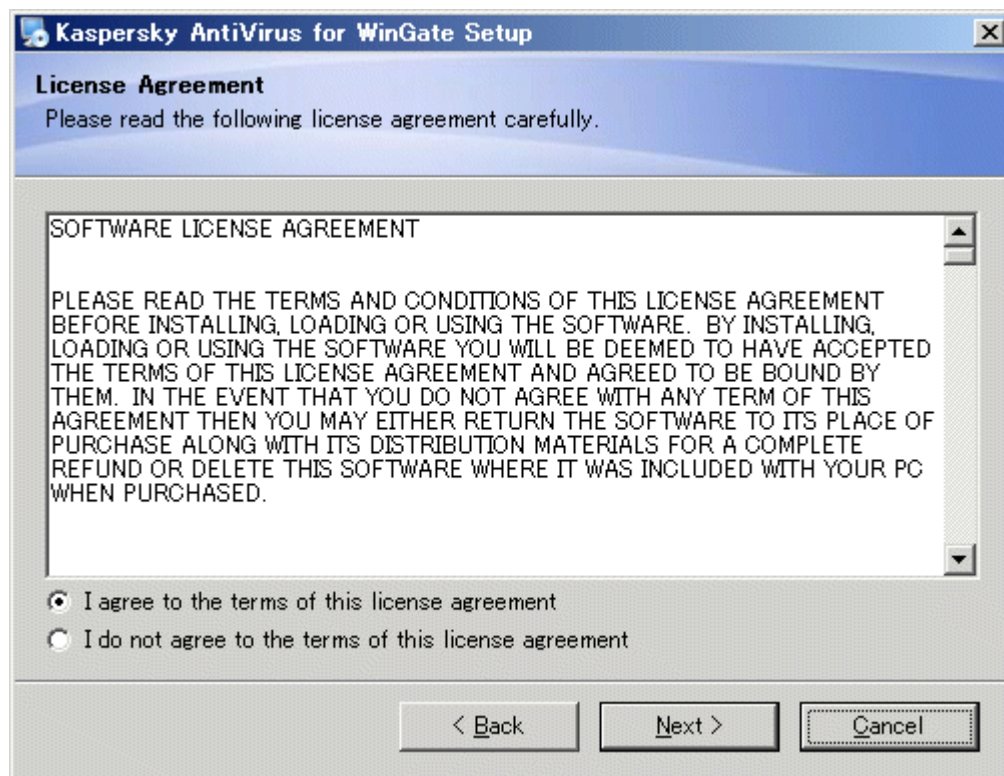 Kaspersky AntiVirus for WinGate Setup
License Agreement
Please read the following license agreement carefully.
SOFTWARE LICENSE AGREEMENT
PLEASE READ THE TERMS AND CONDITIONS OF THIS LICENSE AGREEMENT
BEFORE INSTALLING, LOADING OR USING THE SOFTWARE.  BY INSTALLING,
LOADING OR USING THE SOFTWARE YOU WILL BE DEEMED TO HAVE ACCEPTED
THE TERMS OF THIS LICENSE AGREEMENT AND AGREED TO BE BOUND BY
THEM.  IN THE EVENT THAT YOU DO NOT AGREE WITH ANY TERM OF THIS
AGREEMENT THEN YOU MAY EITHER RETURN THE SOFTWARE TO ITS PLACE OF
PURCHASE ALONG WITH ITS DISTRIBUTION MATERIALS FOR A COMPLETE
REFUND OR DELETE THIS SOFTWARE WHERE IT WAS INCLUDED WITH YOUR PC
WHEN PURCHASED.
I agree to the terms of this license agreement
I do not agree to the terms of this license agreement
< Back
Next >
Cancel